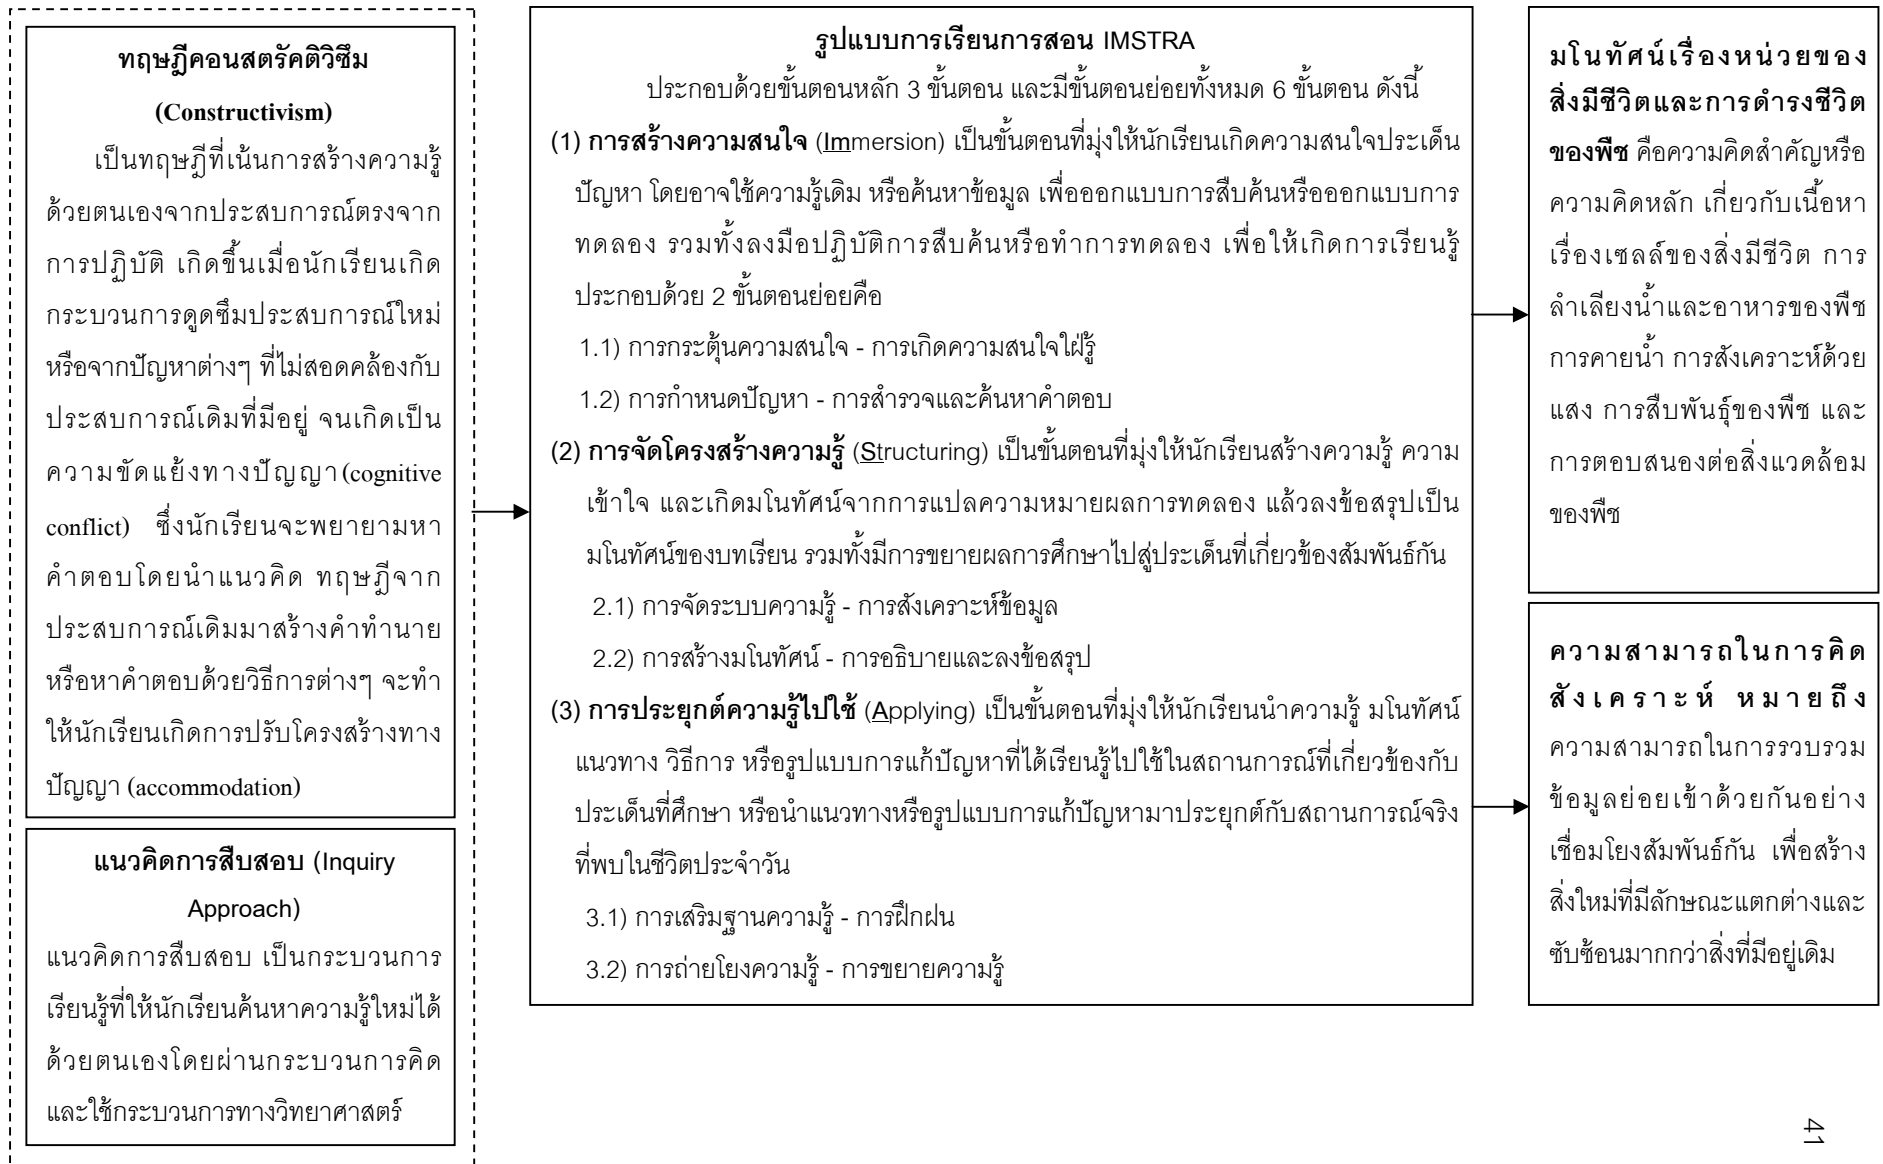 ทฤษฎีคอนสตรัคติวิซึม
(Constructivism)
เป็นทฤษฎีที่เน้นการสร้างความรู้
ด้วยตนเองจากประสบการณ์ตรงจาก
การปฏิบัติ เกิดขึ้นเมื่อนักเรียนเกิด
กระบวนการดูดซึมประสบการณ์ใหม่
หรือจากปัญหาต่างๆ ที่ไม่สอดคล้องกับ
ประสบการณ์เดิมที่มีอยู่ จนเกิดเป็น
ความขัดแย้งทางปัญญา (cognitive
conflict) ซึ่งนักเรียนจะพยายามหา
คำตอบโดยนำแนวคิด ทฤษฎีจาก
ประสบการณ์เดิมมาสร้างคำทำนาย
หรือหาคำตอบด้วยวิธีการต่างๆ จะทำ
ให้นักเรียนเกิดการปรับโครงสร้างทาง
ปัญญา (accommodation)
แนวคิดการสืบสอบ (Inquiry
Approach)
แนวคิดการสืบสอบ เป็นกระบวนการ
เรียนรู้ที่ให้นักเรียนค้นหาความรู้ใหม่ได้
ด้วยตนเองโดยผ่านกระบวนการคิด
และใช้กระบวนการทางวิทยาศาสตร์
รูปแบบการเรียนการสอน IMSTRA
ประกอบด้วยขั้นตอนหลัก 3 ขั้นตอน และมีขั้นตอนย่อยทั้งหมด 6 ขั้นตอน ดังนี้
(1) การสร้างความสนใจ (Immersion) เป็นขั้นตอนที่มุ่งให้นักเรียนเกิดความสนใจประเด็น
ปัญหา โดยอาจใช้ความรู้เดิม หรือค้นหาข้อมูล เพื่อออกแบบการสืบค้นหรือออกแบบการ
ทดลอง รวมทั้งลงมือปฏิบัติการสืบค้นหรือทำการทดลอง เพื่อให้เกิดการเรียนรู้
ประกอบด้วย 2 ขั้นตอนย่อยคือ
1.1) การกระตุ้นความสนใจ - การเกิดความสนใจใฝ่รู้
1.2) การกำหนดปัญหา - การสำรวจและค้นหาคำตอบ
(2) การจัดโครงสร้างความรู้ (Structuring) เป็นขั้นตอนที่มุ่งให้นักเรียนสร้างความรู้ ความ
เข้าใจ และเกิดมโนทัศน์จากการแปลความหมายผลการทดลอง แล้วลงข้อสรุปเป็น
มโนทัศน์ของบทเรียน รวมทั้งมีการขยายผลการศึกษาไปสู่ประเด็นที่เกี่ยวข้องสัมพันธ์กัน
2.1) การจัดระบบความรู้ - การสังเคราะห์ข้อมูล
2.2) การสร้างมโนทัศน์ - การอธิบายและลงข้อสรุป
(3) การประยุกต์ความรู้ไปใช้ (Applying) เป็นขั้นตอนที่มุ่งให้นักเรียนนำความรู้ มโนทัศน์
แนวทาง วิธีการ หรือรูปแบบการแก้ปัญหาที่ได้เรียนรู้ไปใช้ในสถานการณ์ที่เกี่ยวข้องกับ
ประเด็นที่ศึกษา หรือนำแนวทางหรือรูปแบบการแก้ปัญหามาประยุกต์กับสถานการณ์จริง
ที่พบในชีวิตประจำวัน
3.1) การเสริมฐานความรู้ - การฝึกฝน
3.2) การถ่ายโยงความรู้ - การขยายความรู้
มโนทัศน์เรื่องหน่วยของ
สิ่งมีชีวิตและการดำรงชีวิต
ของพืช คือความคิดสำคัญหรือ
ความคิดหลัก เกี่ยวกับเนื้อหา
เรื่องเซลล์ของสิ่งมีชีวิต การ
ลำเลียงน้ำและอาหารของพืช
การคายน้ำ การสังเคราะห์ด้วย
แสง การสืบพันธุ์ของพืช และ
การตอบสนองต่อสิ่งแวดล้อม
ของพืช
ความสามารถในการคิด
สังเคราะห์ หมายถึง
ความสามารถในการรวบรวม
ข้อมูลย่อยเข้าด้วยกันอย่าง
เชื่อมโยงสัมพันธ์กัน เพื่อสร้าง
สิ่งใหม่ที่มีลักษณะแตกต่างและ
ซับซ้อนมากกว่าสิ่งที่มีอยู่เดิม
41